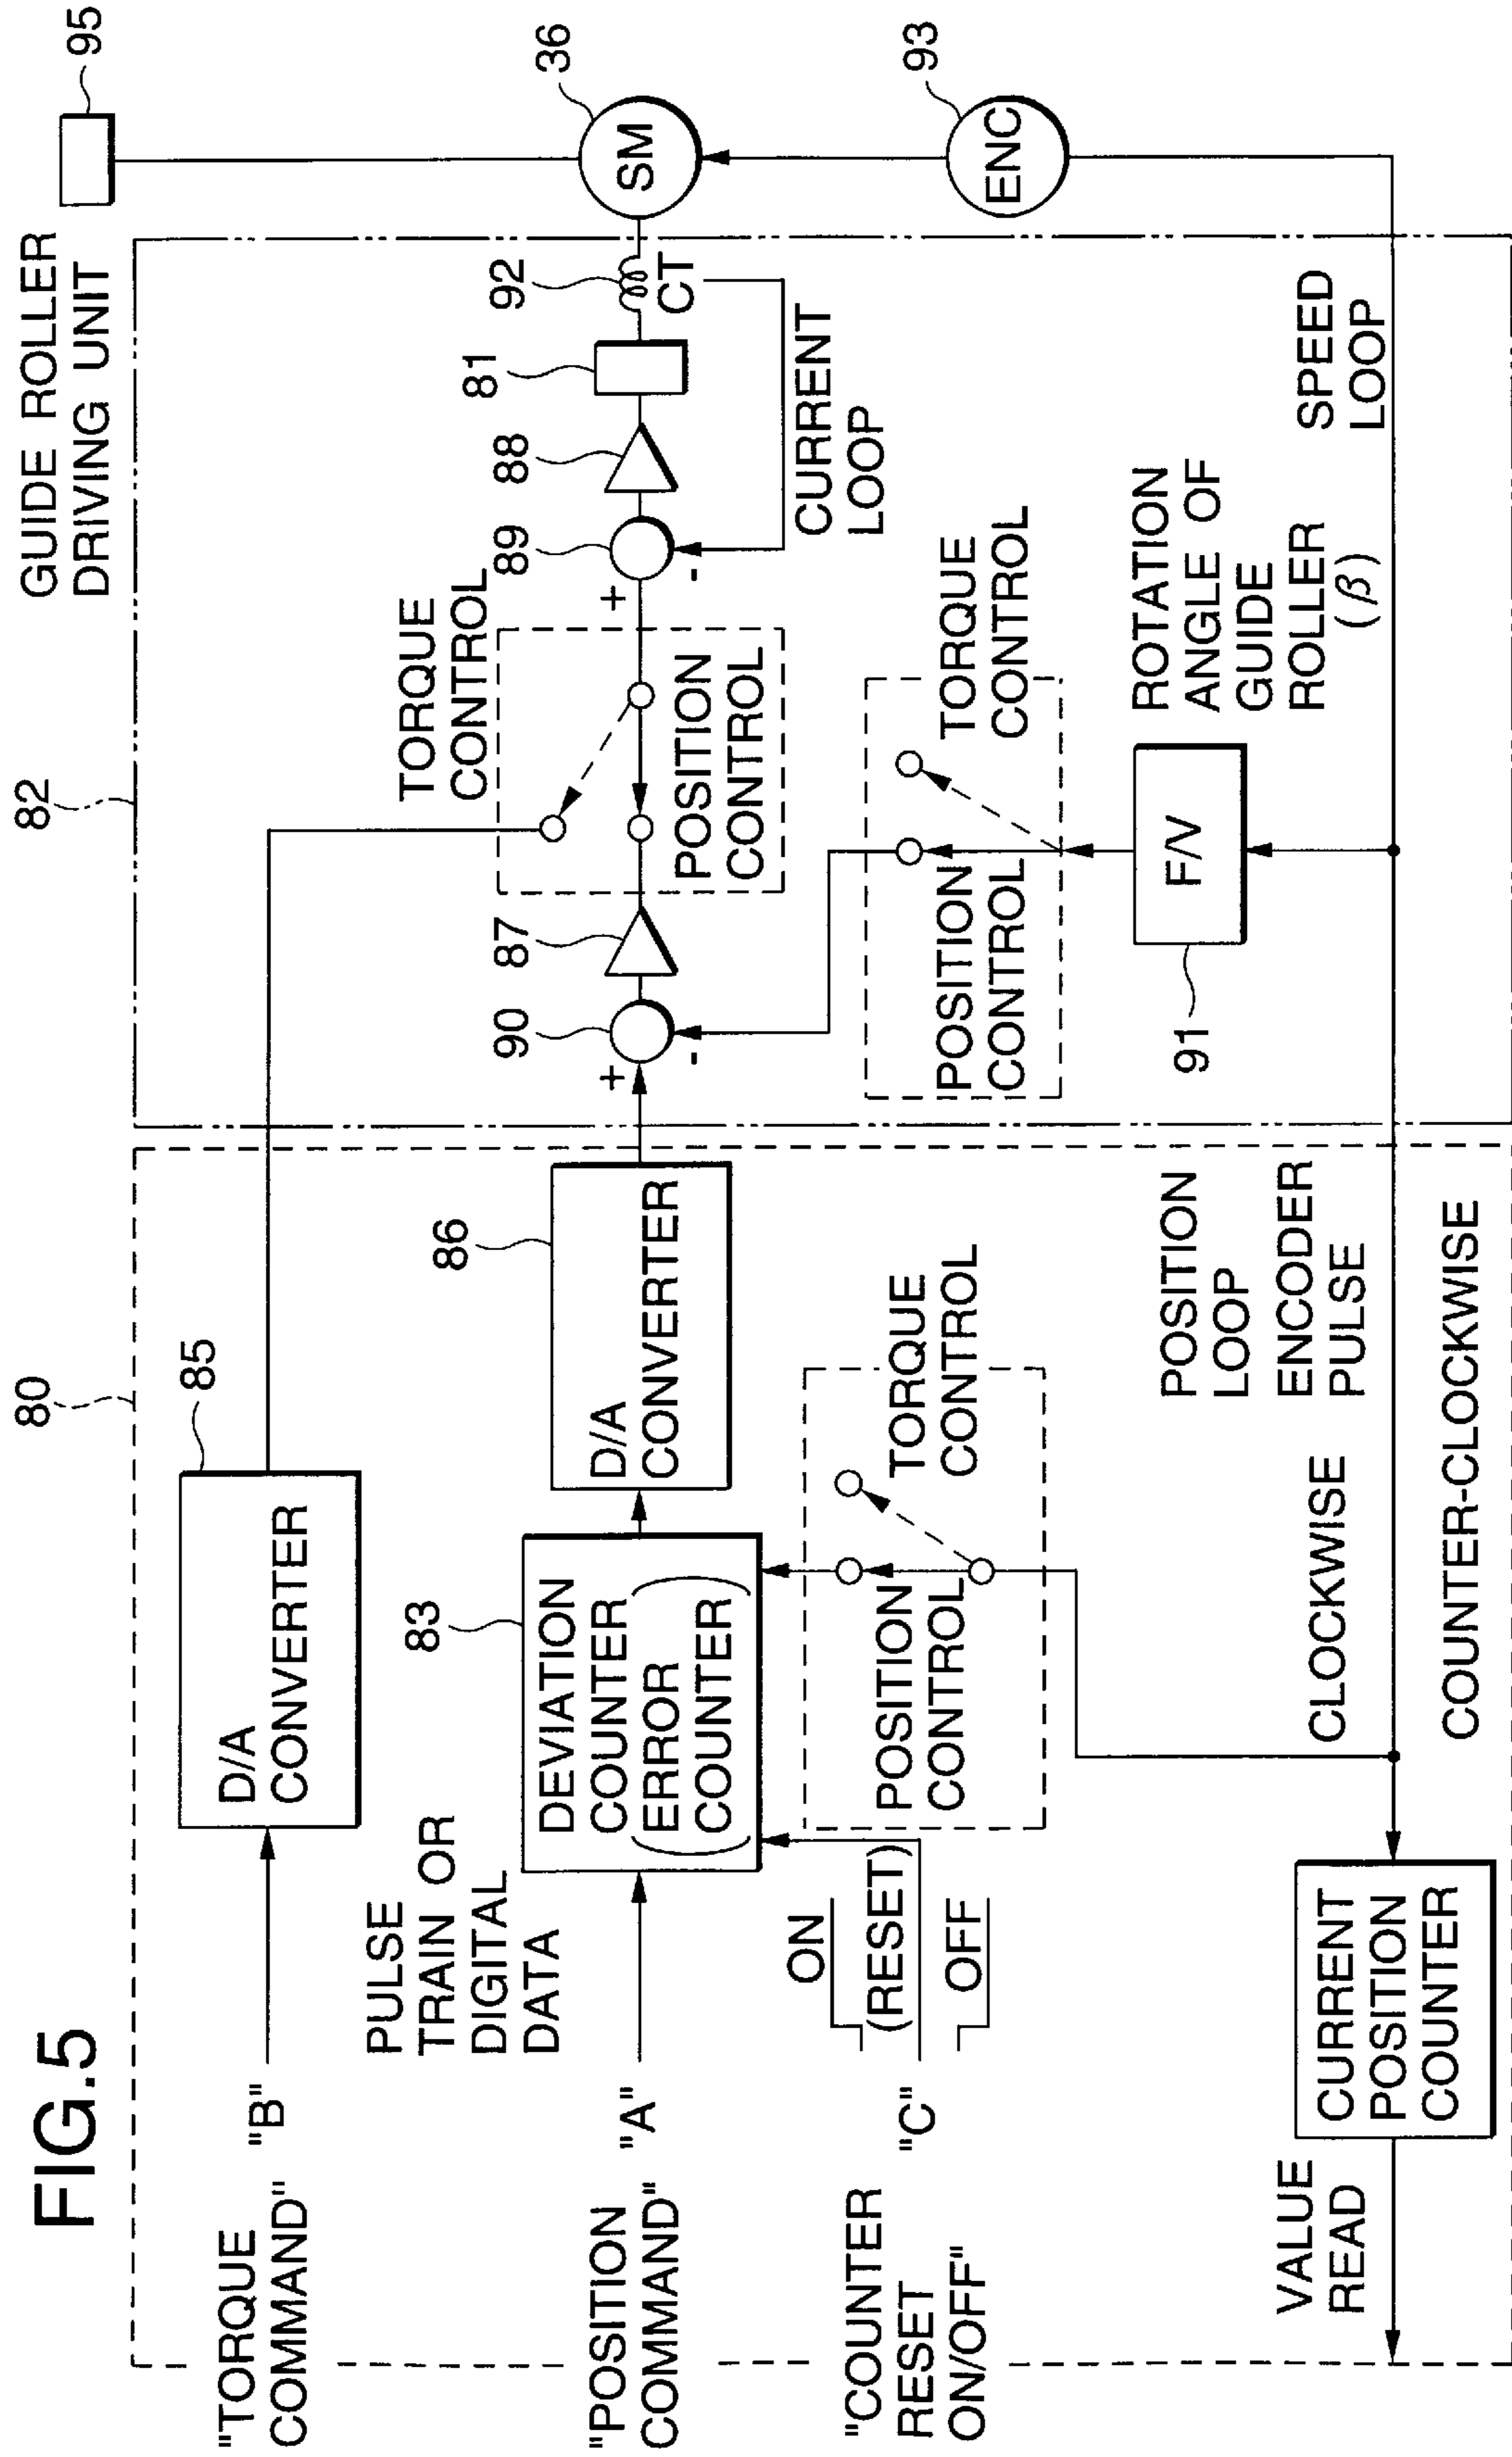 FIG.5
"TORQUE
COMMAND"
"B"
D/A
CONVERTER
85
80
82
GUIDE ROLLER
DRIVING UNIT
95
"POSITION
COMMAND"
"A"
PULSE
TRAIN OR
DIGITAL
DATA
DEVIATION
COUNTER
(ERROR
COUNTER)
83
D/A
CONVERTER
86
+
-
90
87
TORQUE
CONTROL
POSITION
CONTROL
+
-
89
88
81
92
CT
CURRENT
LOOP
SM
36
"COUNTER
RESET
ON/OFF"
"C"
ON
(RESET)
OFF
POSITION
CONTROL
TORQUE
CONTROL
POSITION
CONTROL
TORQUE
CONTROL
ENC
93
POSITION
LOOP
ENCODER
PULSE
91
F/V
ROTATION
ANGLE OF
GUIDE
ROLLER
(β)
SPEED
LOOP
VALUE
READ
CURRENT
POSITION
COUNTER
CLOCKWISE
COUNTER-CLOCKWISE